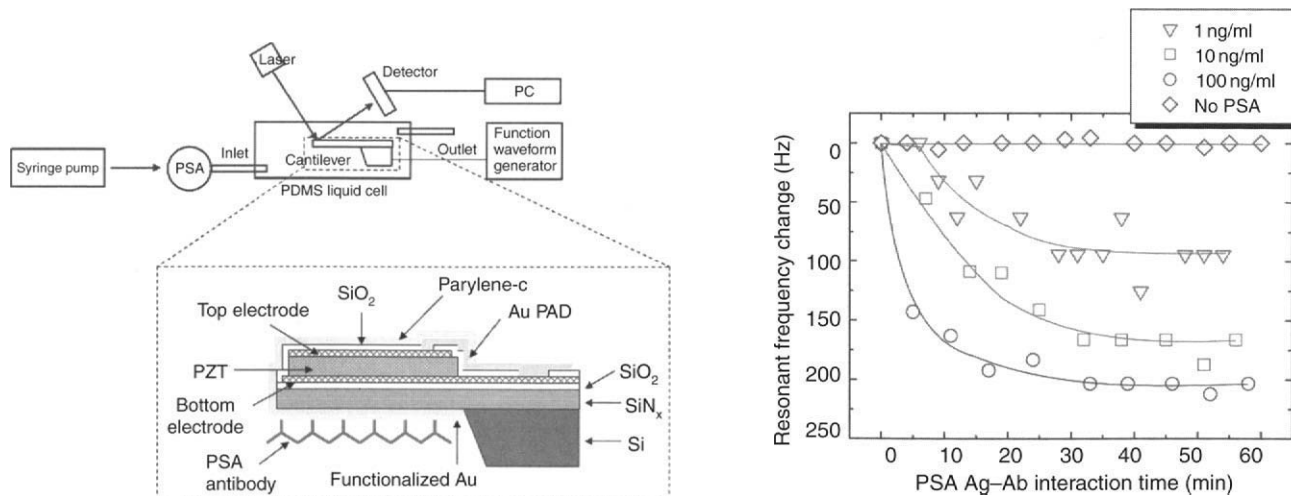 Laser
Detector
PC
Function
waveform
generator
Inlet
Outlet
Cantilever
Syringe pump
PSA
PDMS liquid cell
SiO2
Parylene-c
Top electrode
Au PAD
PZT
SiO2
Bottom
electrode
SiNx
Si
PSA
antibody
Functionalized Au
1 ng/ml
10 ng/ml
100 ng/ml
No PSA
Resonant frequency change (Hz)
0
50
100
150
200
250
0 10 20 30 40 50 60
PSA Ag–Ab interaction time (min)